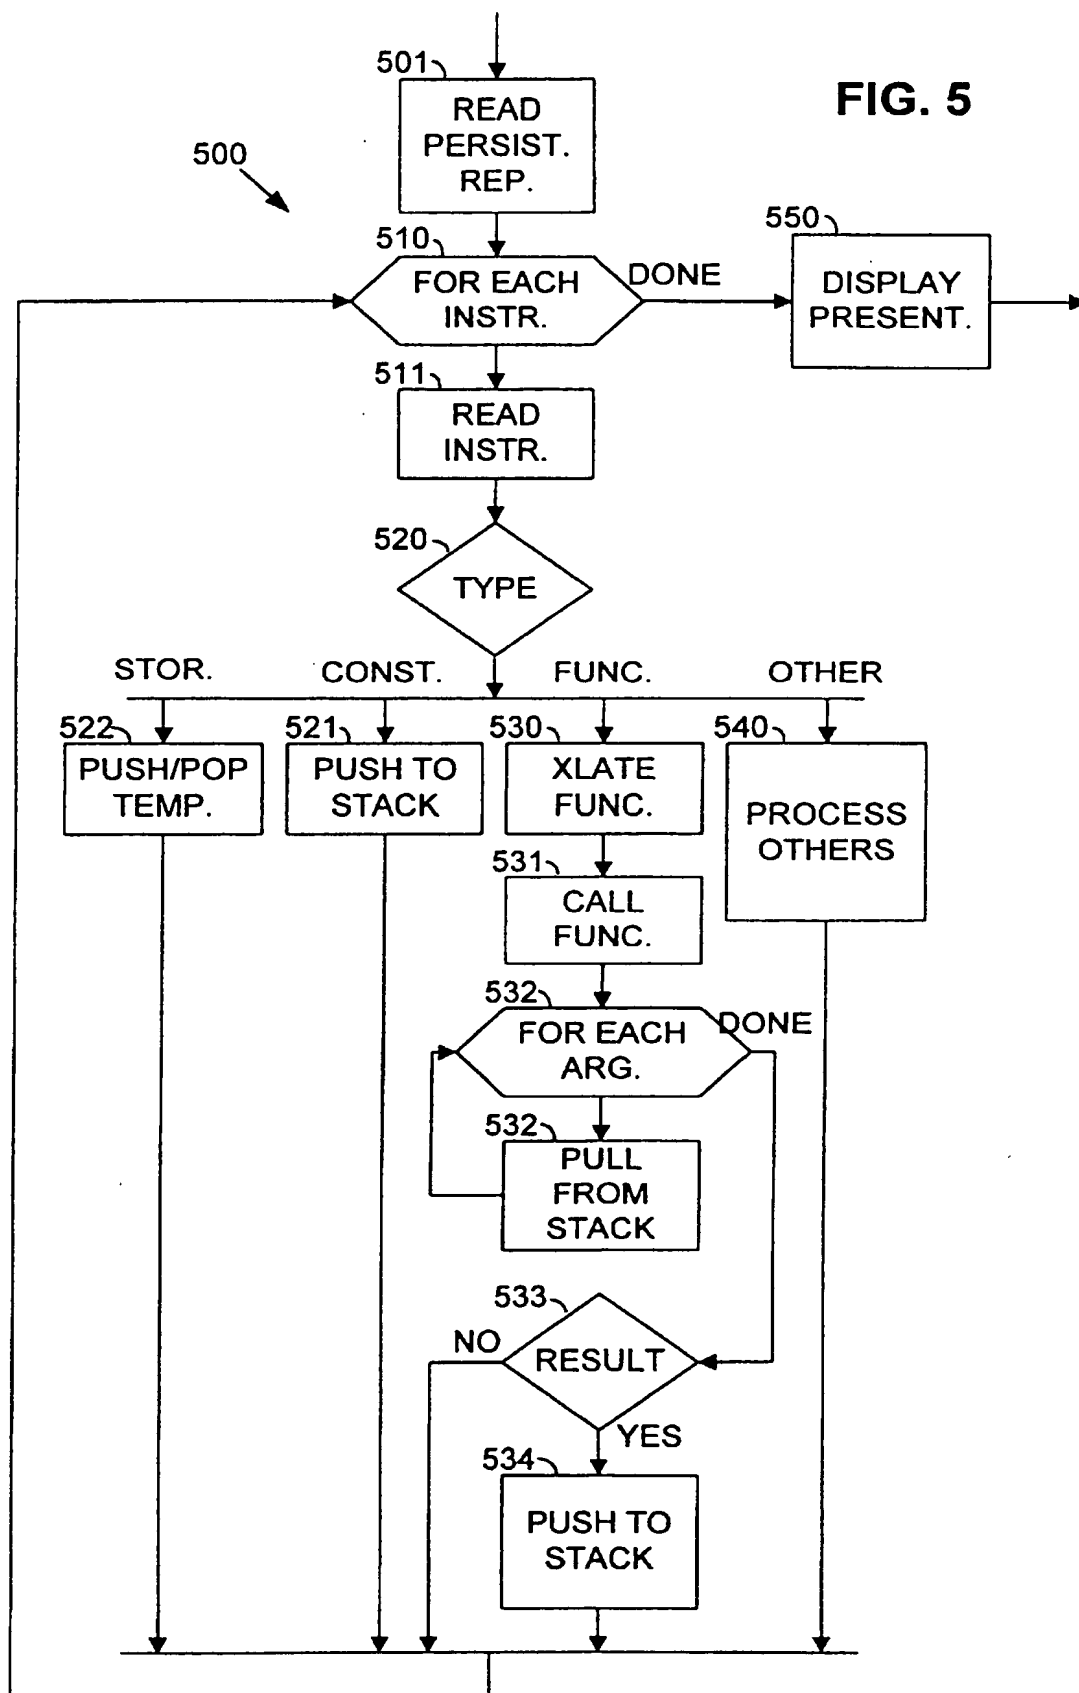 FIG. 5
501
READ
PERSIST.
REP.
500
510
FOR EACH
INSTR.
DONE
550
DISPLAY
PRESENT.
511
READ
INSTR.
520
TYPE
STOR.
CONST.
FUNC.
OTHER
522
PUSH/POP
TEMP.
521
PUSH TO
STACK
530
XLATE
FUNC.
540
PROCESS
OTHERS
531
CALL
FUNC.
532
FOR EACH
ARG.
DONE
532
PULL
FROM
STACK
533
RESULT
NO
YES
534
PUSH TO
STACK